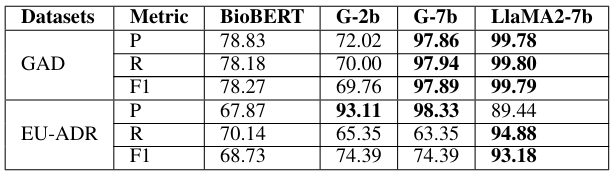 Datasets Metric BioBERT G-2b G-7b LlaMA2-7b
GAD P 78.83 72.02 97.86 99.78
R 78.18 70.00 97.94 99.80
F1 78.27 69.76 97.89 99.79
EU-ADR P 67.87 93.11 98.33 89.44
R 70.14 65.35 63.35 94.88
F1 68.73 74.39 74.39 93.18